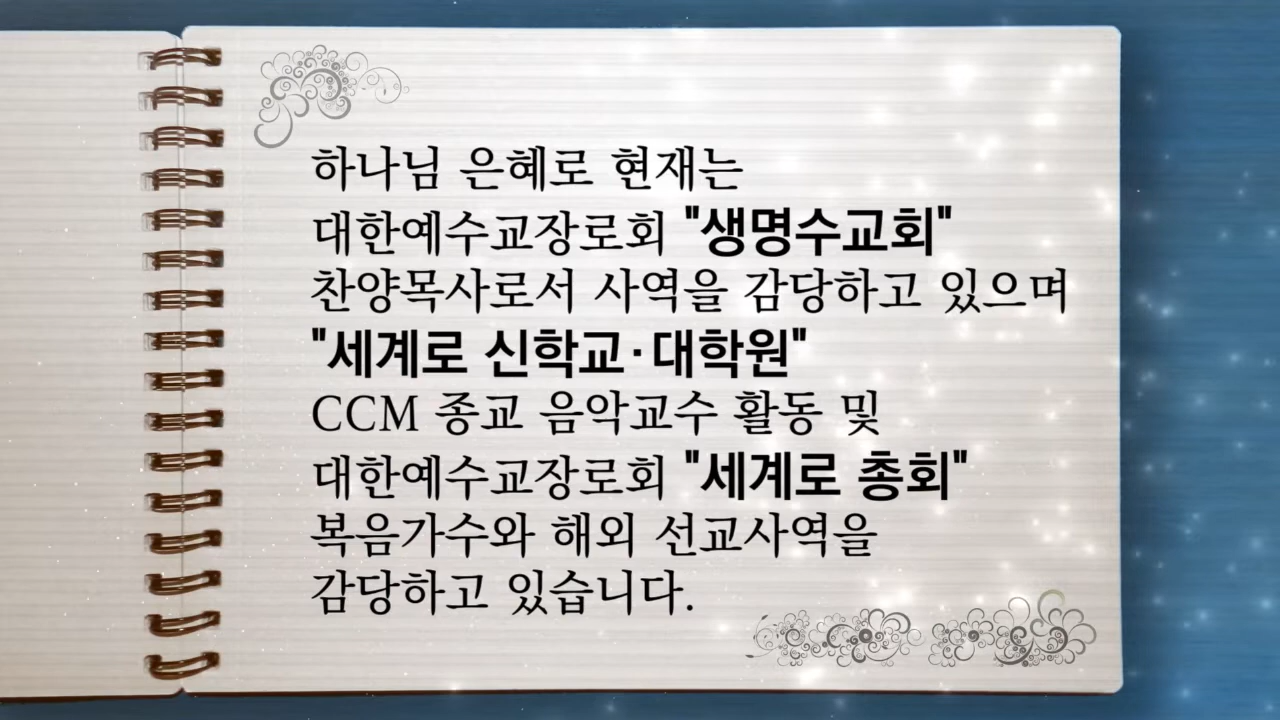 하나님 은혜로 현재는
대한예수교장로회 "생명수교회"
찬양목사로서 사역을 감당하고 있으며
"세계로 신학교·대학원"
CCM 종교 음악교수 활동 및
대한예수교장로회 "세계로 총회"
복음가수와 해외 선교사역을
감당하고 있습니다.